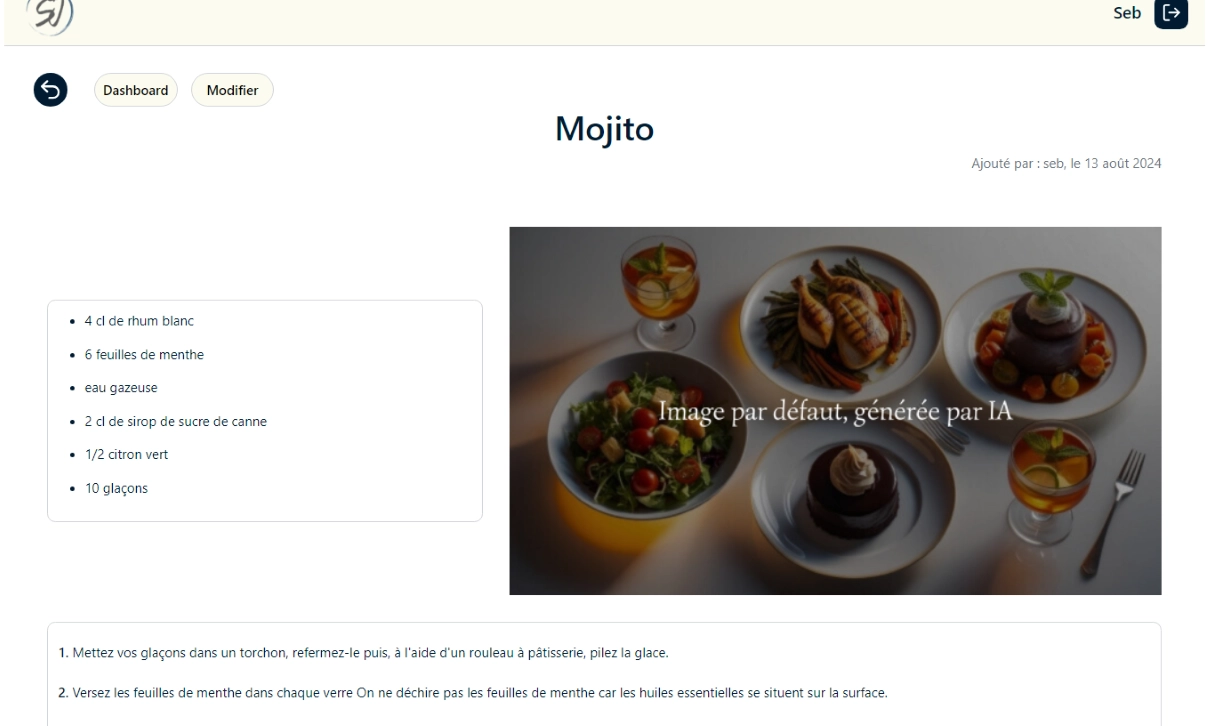 Seb
Dashboard
Modifier
Mojito
Ajouté par : seb, le 13 août 2024
• 4 cl de rhum blanc
• 6 feuilles de menthe
• eau gazeuse
• 2 cl de sirop de sucre de canne
• 1/2 citron vert
• 10 glaçons
Image par défaut, générée par IA
1. Mettez vos glaçons dans un torchon, refermez-le puis, à l'aide d'un rouleau à pâtisserie, pilez la glace.
2. Versez les feuilles de menthe dans chaque verre On ne déchire pas les feuilles de menthe car les huiles essentielles se situent sur la surface.